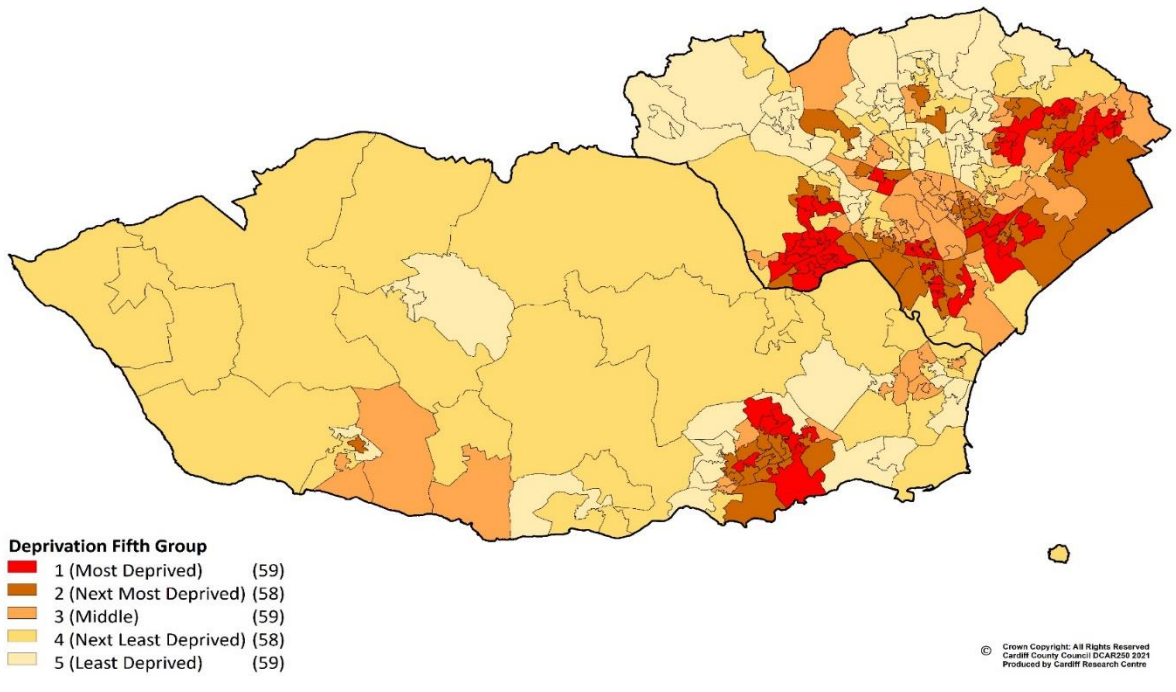 Deprivation Fifth Group
1 (Most Deprived) (59)
2 (Next Most Deprived) (58)
3 (Middle) (59)
4 (Next Least Deprived) (58)
5 (Least Deprived) (59)
© Crown Copyright: All Rights Reserved
Cardiff County Council DCAR250 2021
Produced by Cardiff Research Centre